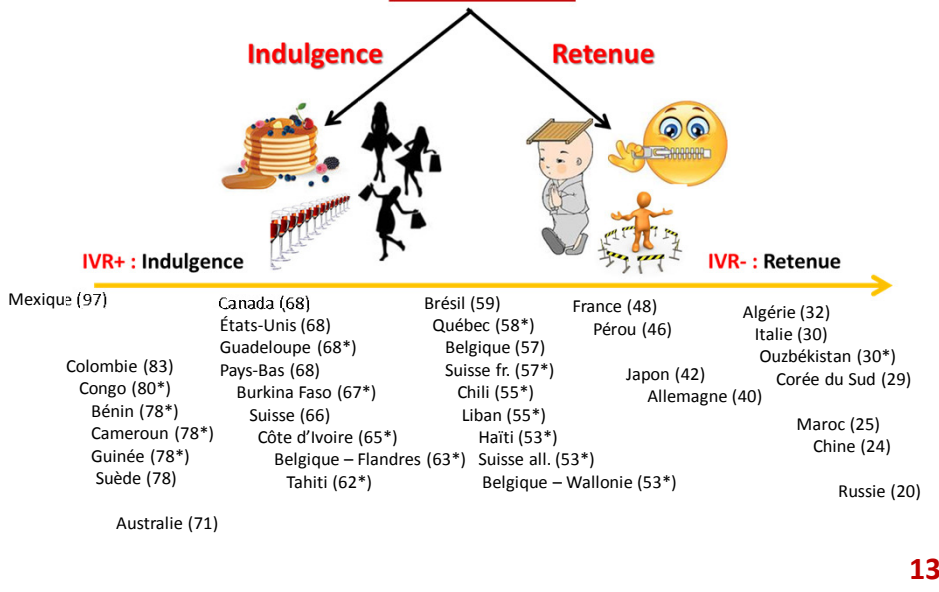 Indulgence
Retenue
IVR+ : Indulgence
IVR- : Retenue
Mexique (97)
Colombie (83)
Congo (80*)
Bénin (78*)
Cameroun (78*)
Guinée (78*)
Suède (78)
Australie (71)
Canada (68)
États-Unis (68)
Guadeloupe (68*)
Pays-Bas (68)
Burkina Faso (67*)
Suisse (66)
Côte d'Ivoire (65*)
Belgique – Flandres (63*)
Tahiti (62*)
Brésil (59)
Québec (58*)
Belgique (57)
Suisse fr. (57*)
Chili (55*)
Liban (55*)
Haïti (53*)
Suisse all. (53*)
Belgique – Wallonie (53*)
France (48)
Pérou (46)
Japon (42)
Allemagne (40)
Algérie (32)
Italie (30)
Ouzbékistan (30*)
Corée du Sud (29)
Maroc (25)
Chine (24)
Russie (20)
13